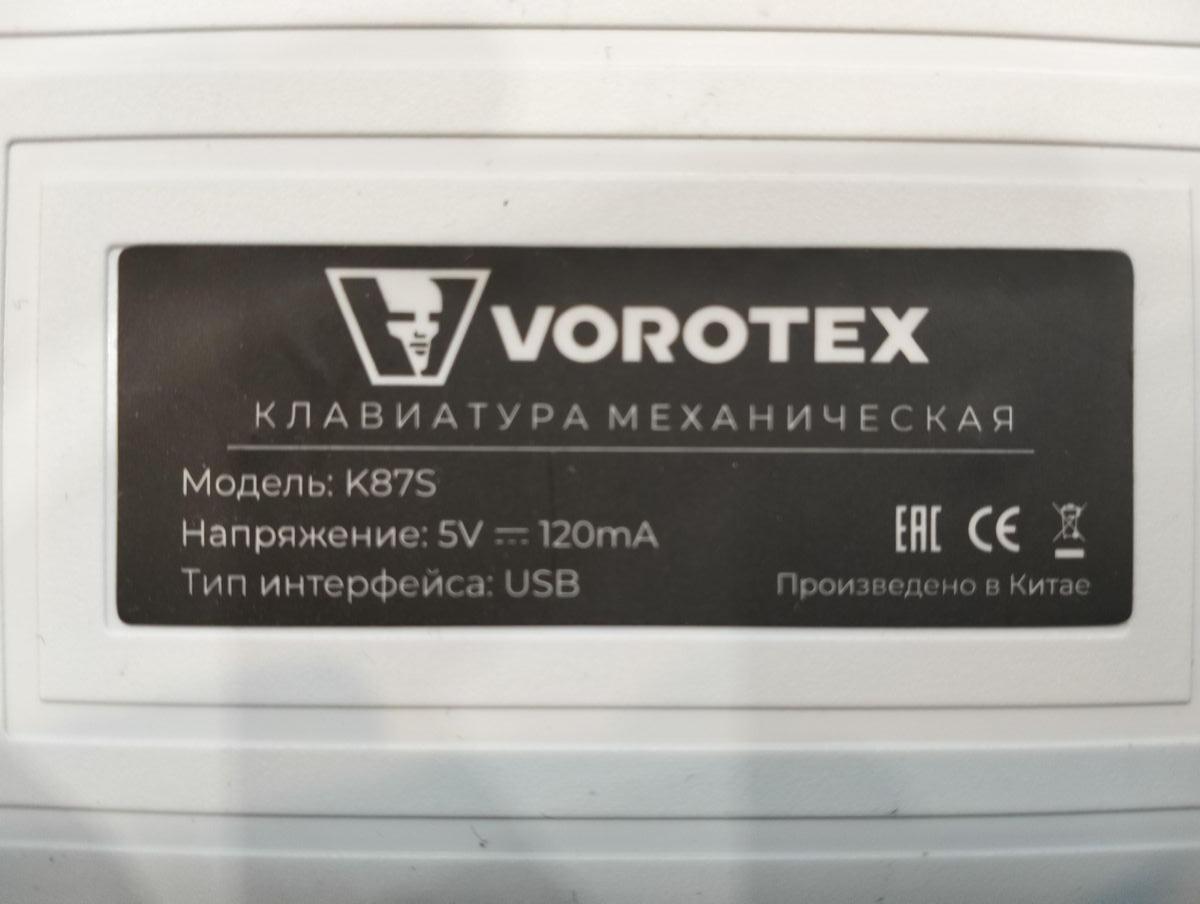 VOROTEX
КЛАВИАТУРА МЕХАНИЧЕСКАЯ
Модель: K87S
Напряжение: 5V ⎓ 120mA
Тип интерфейса: USB
EAC CE
Произведено в Китае